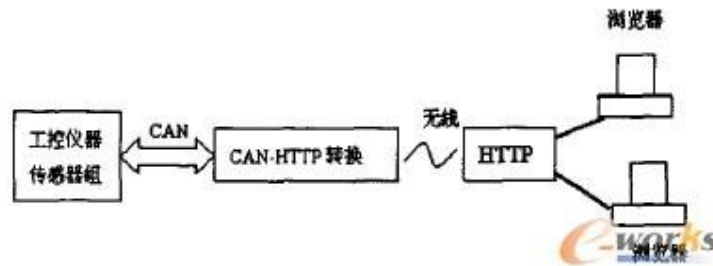 浏览器
工控仪器
传感器组
CAN
CAN-HTTP 转换
无线
HTTP
e-works
浏览器